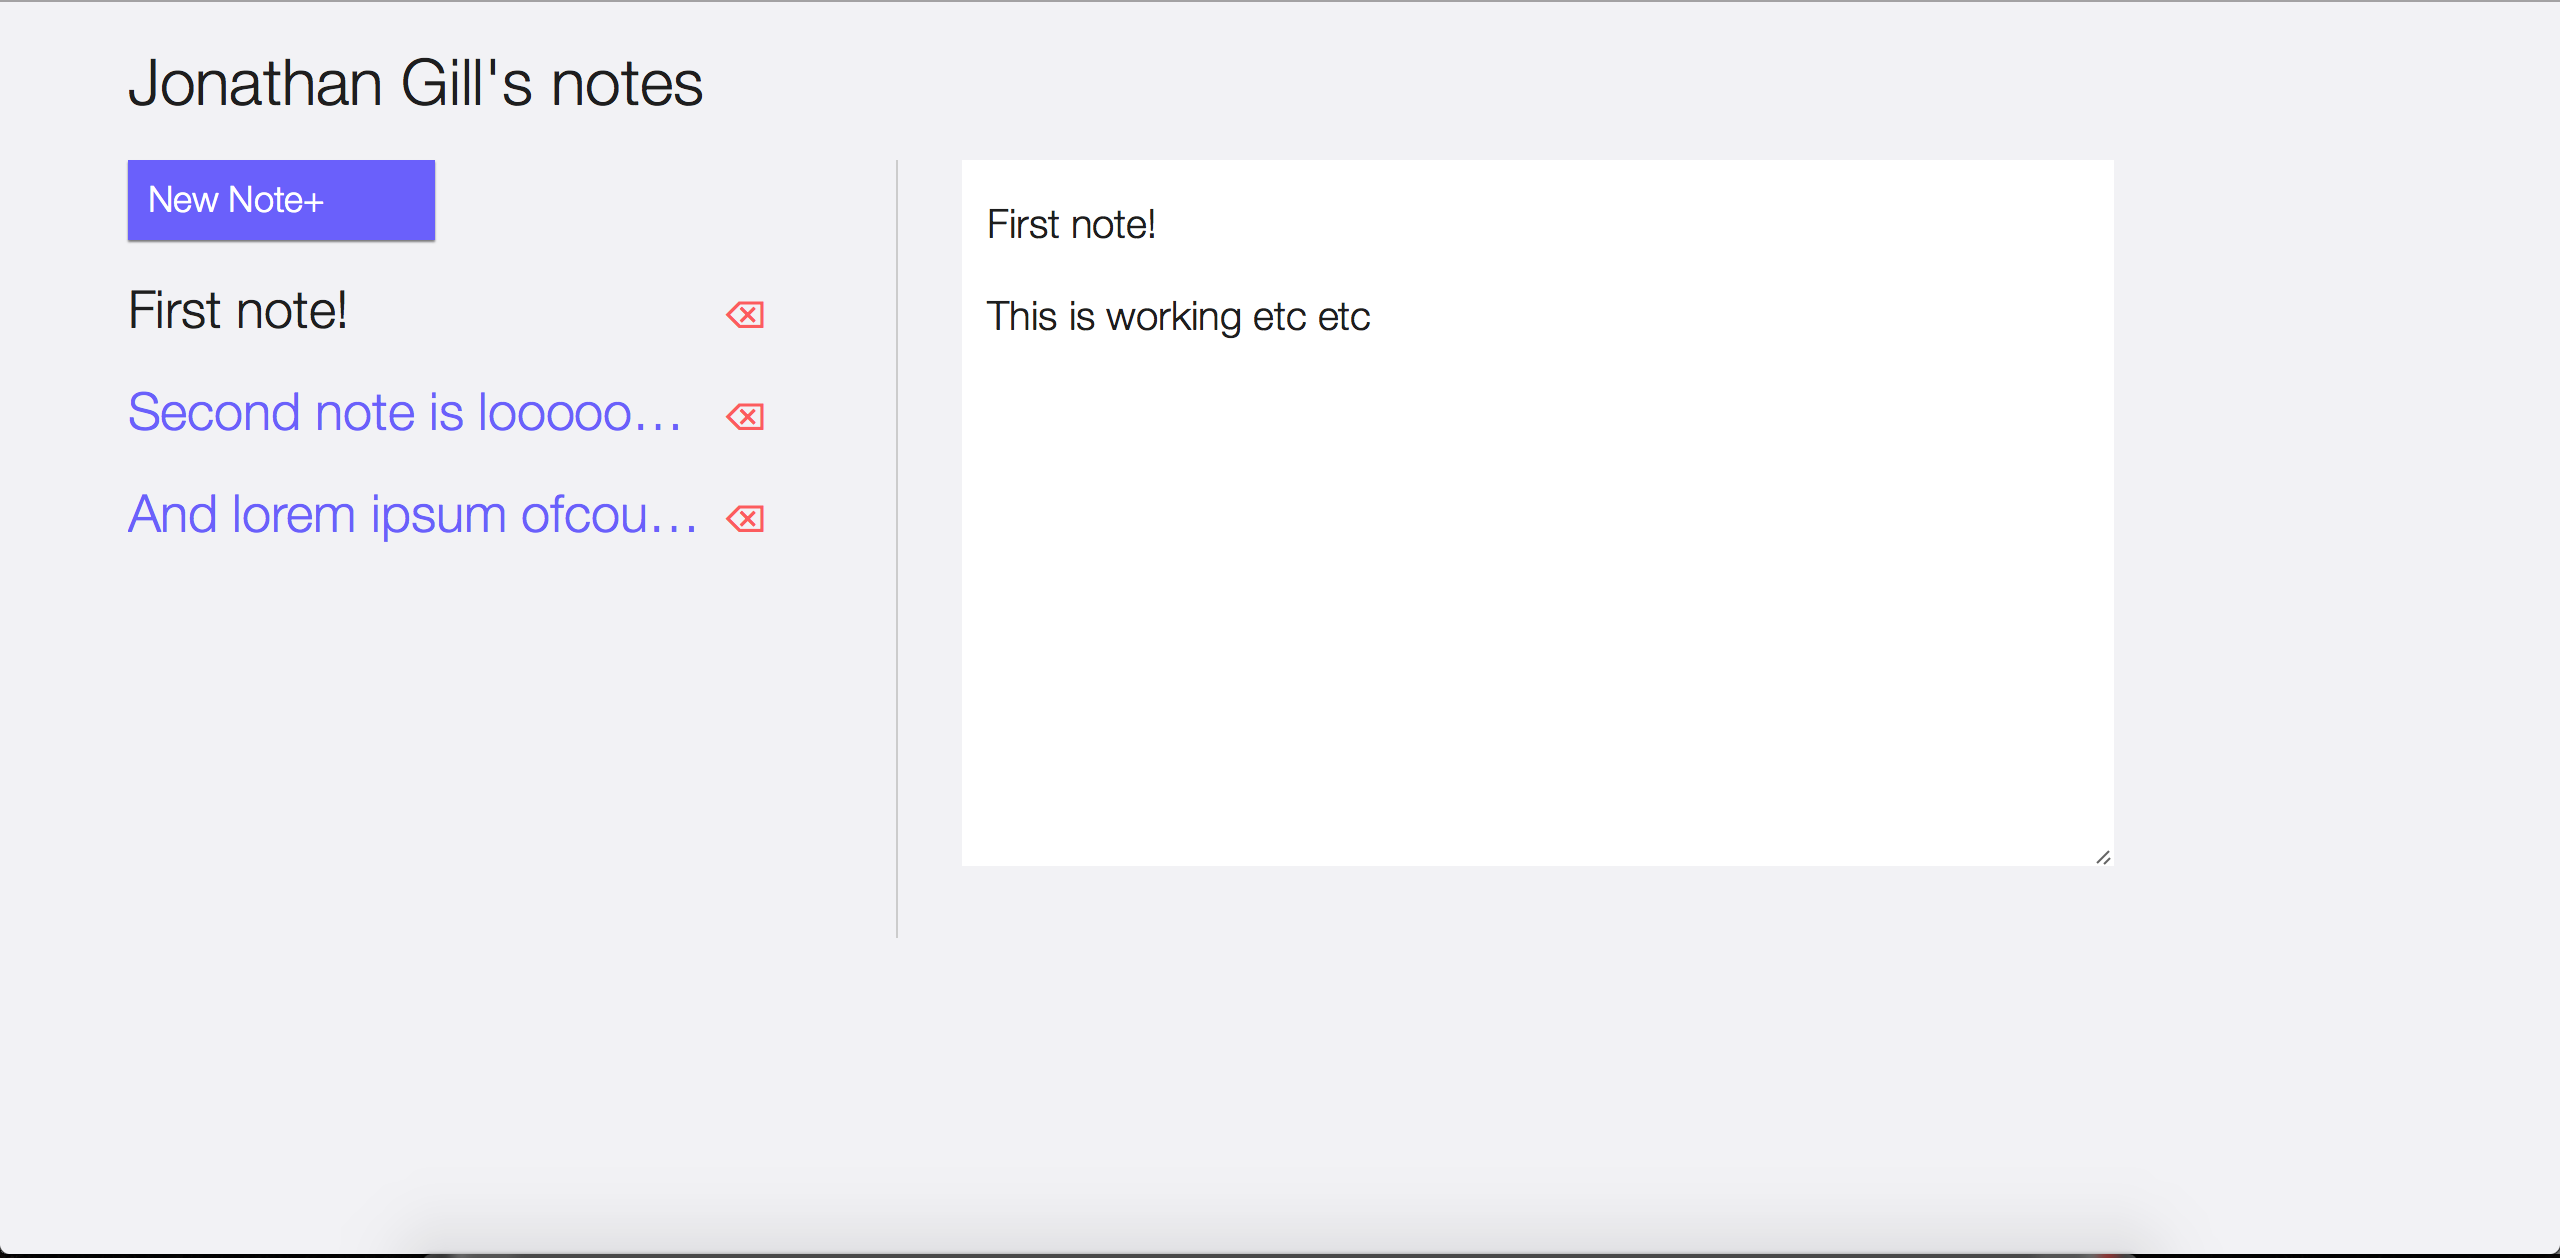 Jonathan Gill's notes
New Note+
First note!
Second note is looooo…
And lorem ipsum ofcou…
First note!
This is working etc etc